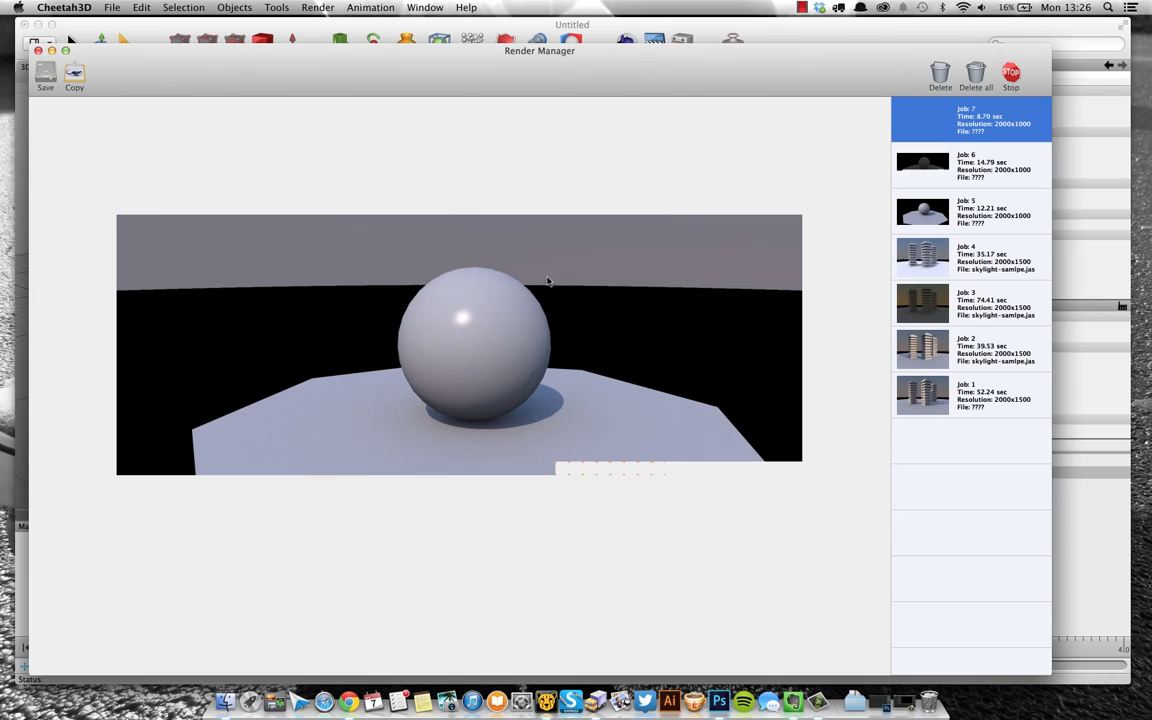 Cheetah3D File Edit Selection Objects Tools Render Animation Window Help 16% Mon 13:26
Untitled
Render Manager
Save Copy Delete Delete all Stop
Job: 7
Time: 8.70 sec
Resolution: 2000x1000
File: ????
Job: 6
Time: 14.79 sec
Resolution: 2000x1000
File: ????
Job: 5
Time: 12.21 sec
Resolution: 2000x1000
File: ????
Job: 4
Time: 35.17 sec
Resolution: 2000x1500
File: skylight-samlpe.jas
Job: 3
Time: 74.41 sec
Resolution: 2000x1500
File: skylight-samlpe.jas
Job: 2
Time: 39.53 sec
Resolution: 2000x1500
File: skylight-samlpe.jas
Job: 1
Time: 52.24 sec
Resolution: 2000x1500
File: ????
Status: